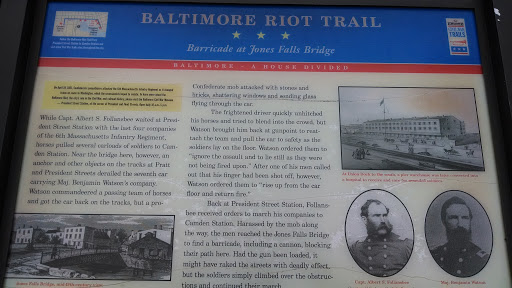 BALTIMORE RIOT TRAIL
Barricade at Jones Falls Bridge
BALTIMORE – A HOUSE DIVIDED
CIVIL WAR
TRAILS
While Capt. Albert S. Follansbee waited at Presi-
dent Street Station with the last four companies
of the 6th Massachusetts Infantry Regiment,
horses pulled several carloads of soldiers to Cam-
den Station. Near the bridge here, however, an
anchor and other objects on the tracks at Pratt
and President Streets derailed the seventh car
carrying Maj. Benjamin Watson's company.
Watson commandeered a passing team of horses
and got the car back on the tracks, but a pro-
Confederate mob attacked with stones and
bricks, shattering windows and sending glass
flying through the car.
The frightened driver quickly unhitched
his horses and tried to blend into the crowd, but
Watson brought him back at gunpoint to reat-
tach the team and pull the car to safety as the
soldiers lay on the floor. Watson ordered them to
"ignore the assault and to lie still as they were
not being fired upon." After one of his men called
out that his finger had been shot off, however,
Watson ordered them to "rise up from the car
floor and return fire."
Back at President Street Station, Follans-
bee received orders to march his companies to
Camden Station. Harassed by the mob along
the way, the men reached the Jones Falls Bridge
to find a barricade, including a cannon, blocking
their path here. Had the gun been loaded, it
might have raked the streets with deadly effect,
but the soldiers simply climbed over the obstruc-
tions and continued their march
Jones Falls Bridge, mid-19th-century view
Capt. Albert S. Follansbee
Maj. Benjamin Watson